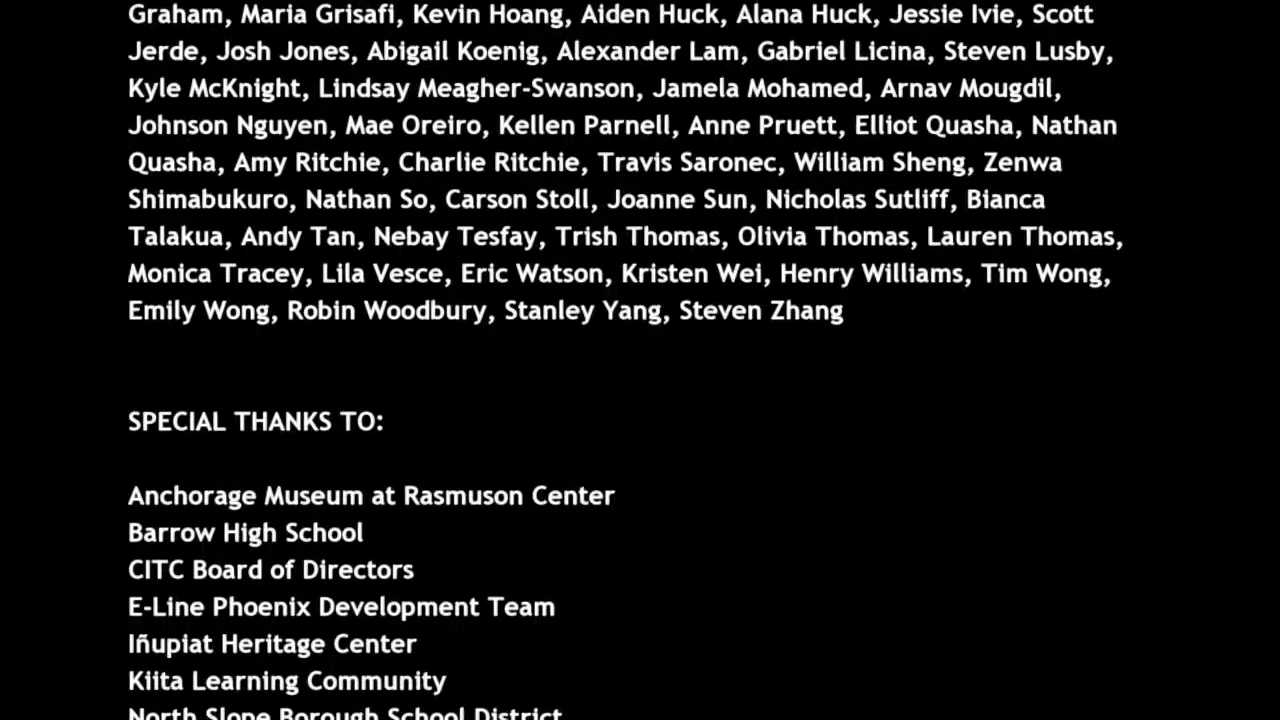 Graham, Maria Grisafi, Kevin Hoang, Aiden Huck, Alana Huck, Jessie Ivie, Scott
Jerde, Josh Jones, Abigail Koenig, Alexander Lam, Gabriel Licina, Steven Lusby,
Kyle McKnight, Lindsay Meagher-Swanson, Jamela Mohamed, Arnav Mougdil,
Johnson Nguyen, Mae Oreiro, Kellen Parnell, Anne Pruett, Elliot Quasha, Nathan
Quasha, Amy Ritchie, Charlie Ritchie, Travis Saronec, William Sheng, Zenwa
Shimabukuro, Nathan So, Carson Stoll, Joanne Sun, Nicholas Sutliff, Bianca
Talakua, Andy Tan, Nebay Tesfay, Trish Thomas, Olivia Thomas, Lauren Thomas,
Monica Tracey, Lila Vesce, Eric Watson, Kristen Wei, Henry Williams, Tim Wong,
Emily Wong, Robin Woodbury, Stanley Yang, Steven Zhang
SPECIAL THANKS TO:
Anchorage Museum at Rasmuson Center
Barrow High School
CITC Board of Directors
E-Line Phoenix Development Team
Iñupiat Heritage Center
Kiita Learning Community
North Slope Borough School District